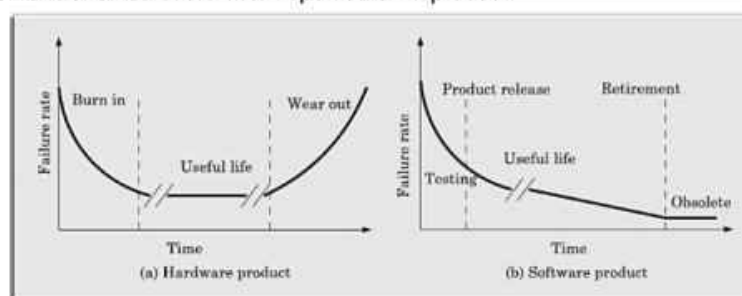 Failure rate
Burn in
Wear out
Useful life
Time
(a) Hardware product
Failure rate
Product release
Retirement
Testing
Useful life
Obsolete
Time
(b) Software product